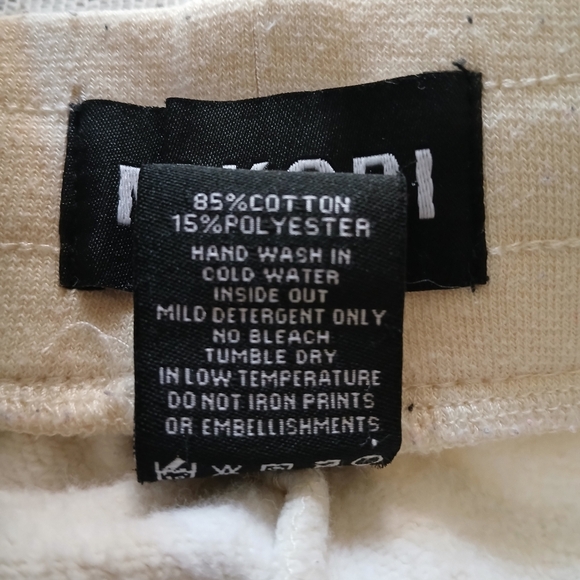 85%COTTON
15%POLYESTER
HAND WASH IN
COLD WATER
INSIDE OUT
MILD DETERGENT ONLY
NO BLEACH
TUMBLE DRY
IN LOW TEMPERATURE
DO NOT IRON PRINTS
OR EMBELLISHMENTS